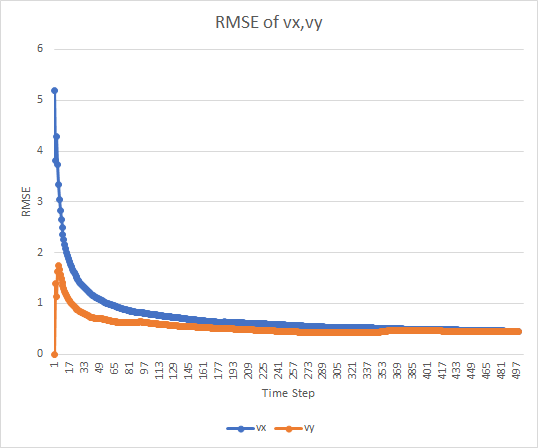 RMSE of vx,vy
6
5
4
3
2
1
0
RMSE
1 17 33 49 65 81 97 113 129 145 161 177 193 209 225 241 257 273 289 305 321 337 353 369 385 401 417 433 449 465 481 497
Time Step
vx vy